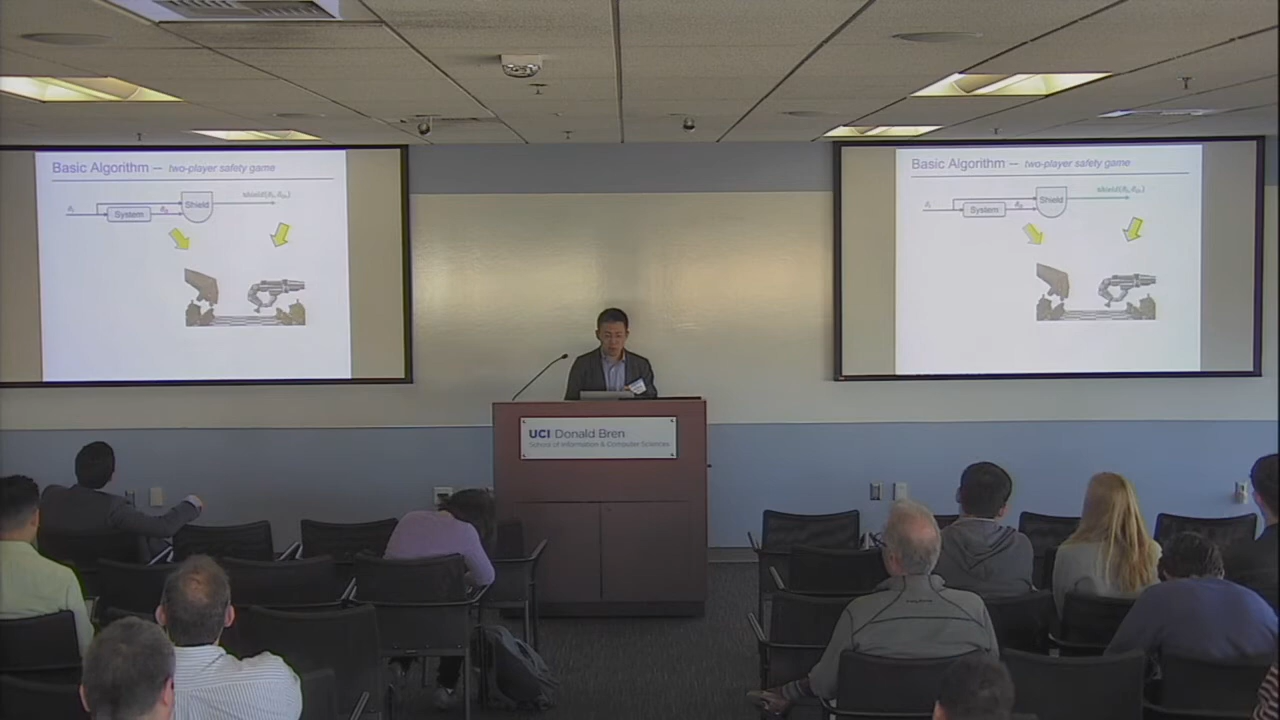 Basic Algorithm — two-player safety game
System
Shield
Basic Algorithm — two-player safety game
System
Shield
UCI Donald Bren
School of Information & Computer Sciences